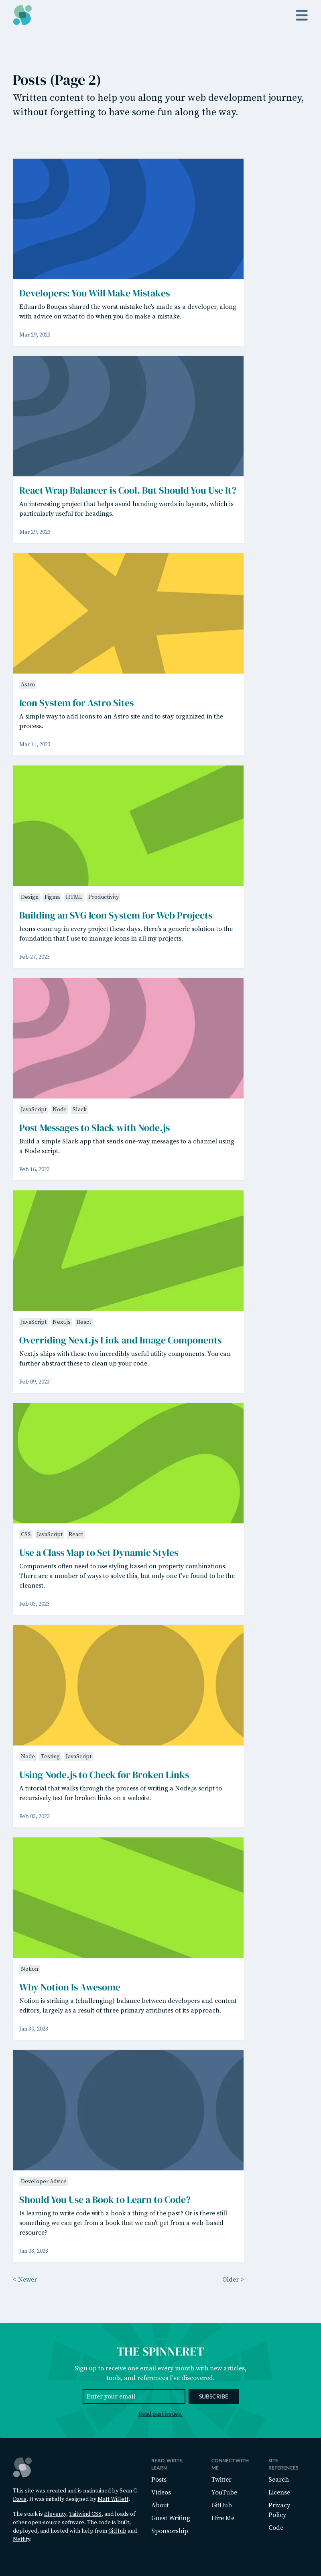 Posts (Page 2)
Written content to help you along your web development journey,
without forgetting to have some fun along the way.
Developers: You Will Make Mistakes
Eduardo Bouças shared the worst mistake he's made as a developer, along
with advice on what to do when you do make a mistake.
Mar 29, 2023
React Wrap Balancer is Cool. But Should You Use It?
An interesting project that helps avoid handing words in layouts, which is
particularly useful for headings.
Mar 29, 2023
Astro
Icon System for Astro Sites
A simple way to add icons to an Astro site and to stay organized in the
process.
Mar 11, 2023
Design Figma HTML Productivity
Building an SVG Icon System for Web Projects
Icons come up in every project these days. Here's a generic solution to the
foundation that I use to manage icons in all my projects.
Feb 27, 2023
JavaScript Node Slack
Post Messages to Slack with Node.js
Build a simple Slack app that sends one-way messages to a channel using
a Node script.
Feb 16, 2023
JavaScript Next.js React
Overriding Next.js Link and Image Components
Next.js ships with these two incredibly useful utility components. You can
further abstract these to clean up your code.
Feb 09, 2023
CSS JavaScript React
Use a Class Map to Set Dynamic Styles
Components often need to use styling based on property combinations.
There are a number of ways to solve this, but only one I've found to be the
cleanest.
Feb 03, 2023
Node Testing JavaScript
Using Node.js to Check for Broken Links
A tutorial that walks through the process of writing a Node.js script to
recursively test for broken links on a website.
Feb 02, 2023
Notion
Why Notion Is Awesome
Notion is striking a (challenging) balance between developers and content
editors, largely as a result of three primary attributes of its approach.
Jan 30, 2023
Developer Advice
Should You Use a Book to Learn to Code?
Is learning to write code with a book a thing of the past? Or is there still
something we can get from a book that we can't get from a web-based
resource?
Jan 23, 2023
< Newer Older >
THE SPINNERET
Sign up to receive one email every month with new articles,
tools, and references I've discovered.
Enter your email SUBSCRIBE
Read past issues.
This site was created and is maintained by Sean C
Davis. It was initially designed by Matt Willett.
The stack is Eleventy, Tailwind CSS, and loads of
other open-source software. The code is built,
deployed, and hosted with help from GitHub and
Netlify.
READ, WRITE,
LEARN
Posts
Videos
About
Guest Writing
Sponsorship
CONNECT WITH
ME
Twitter
YouTube
GitHub
Hire Me
SITE
REFERENCES
Search
License
Privacy
Policy
Code